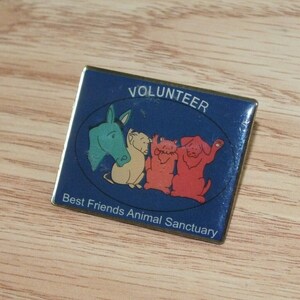 VOLUNTEER
Best Friends Animal Sanctuary